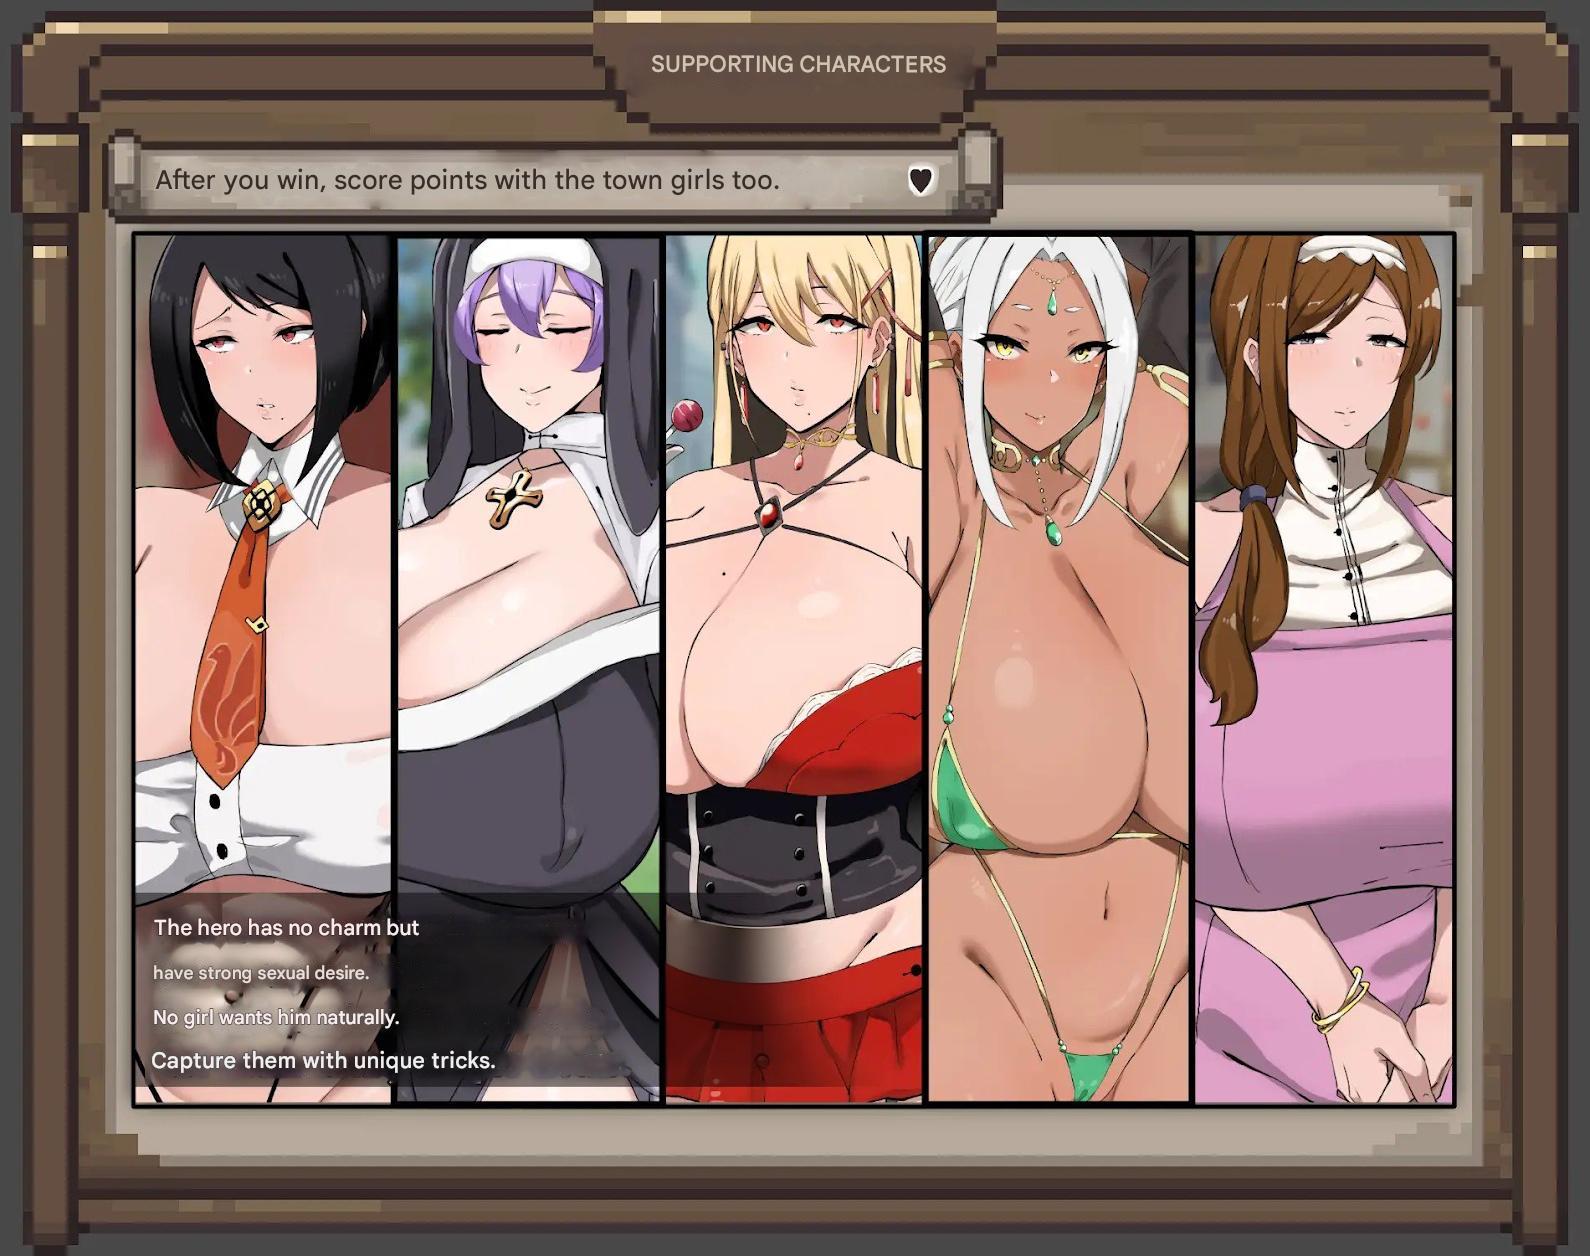 SUPPORTING CHARACTERS
After you win, score points with the town girls too.
The hero has no charm but
have strong sexual desire.
No girl wants him naturally.
Capture them with unique tricks.